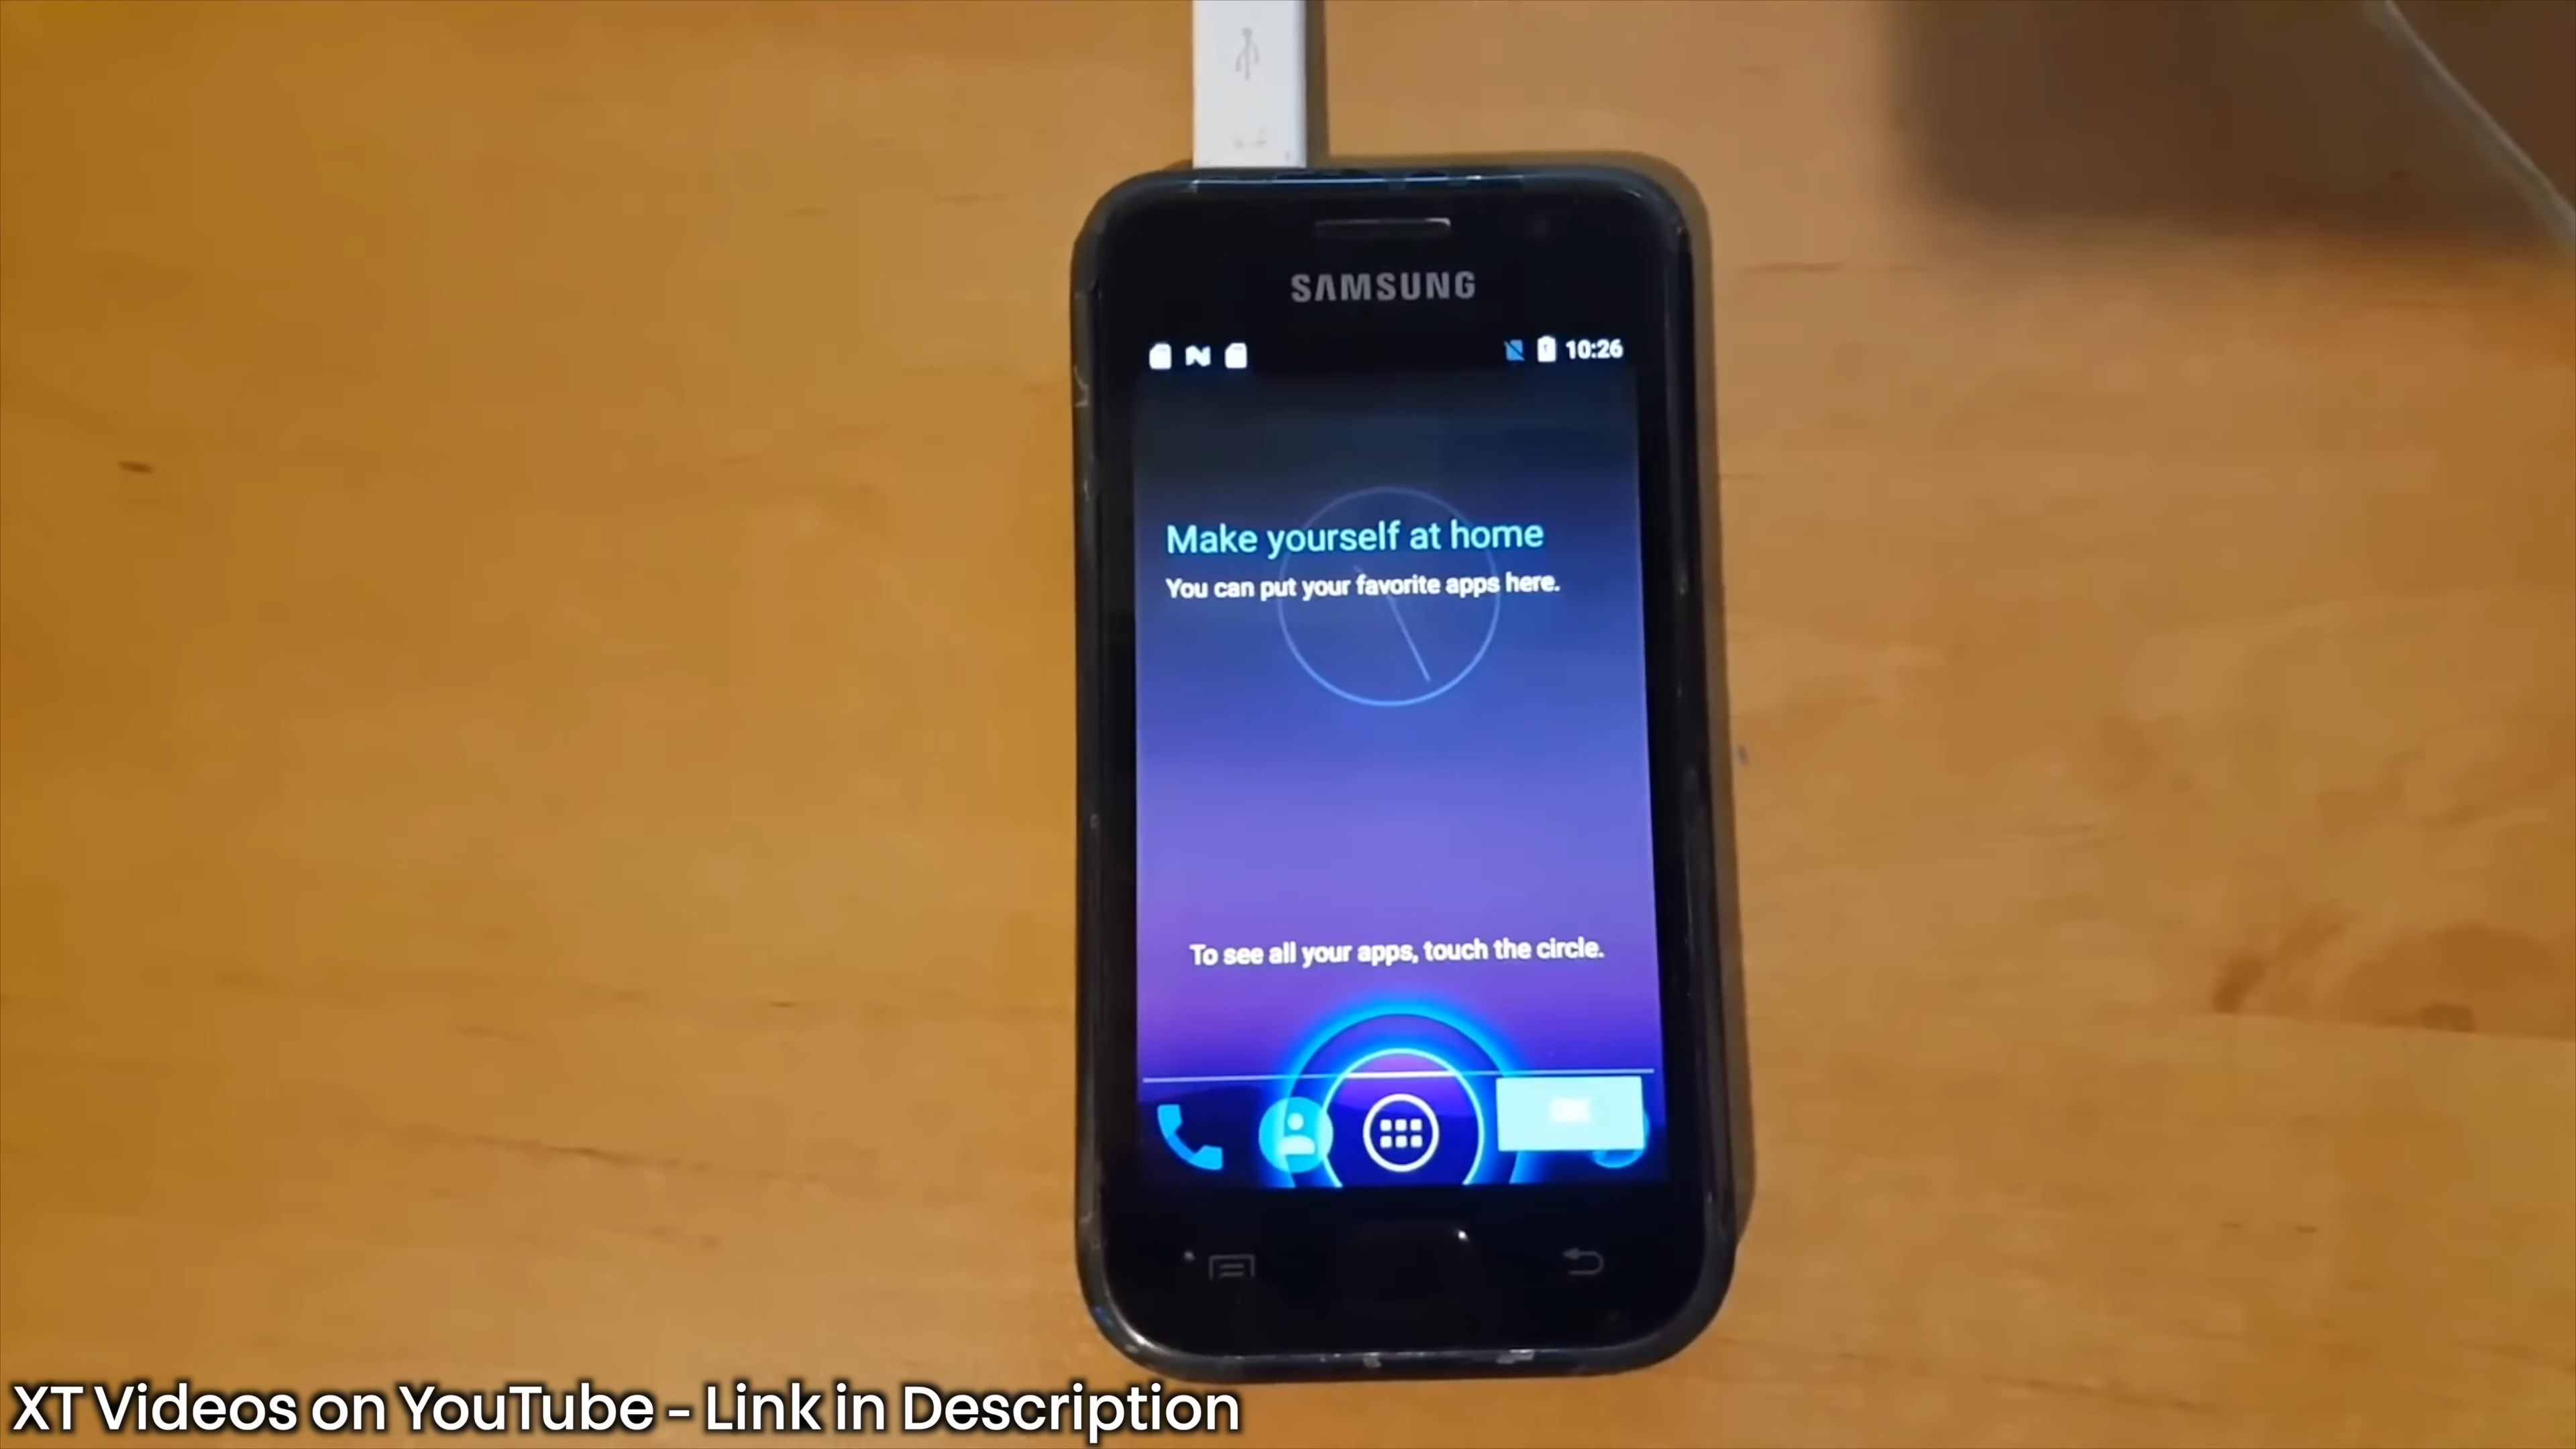 SAMSUNG
10:26
Make yourself at home
You can put your favorite apps here.
To see all your apps, touch the circle.
OK
XT Videos on YouTube - Link in Description